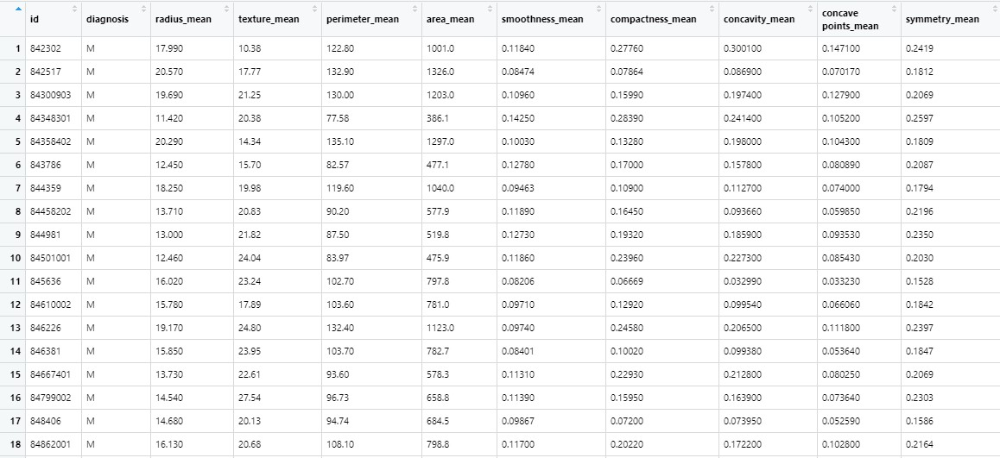 id diagnosis radius_mean texture_mean perimeter_mean area_mean smoothness_mean compactness_mean concavity_mean concave points_mean symmetry_mean
1 842302 M 17.990 10.38 122.80 1001.0 0.11840 0.27760 0.300100 0.147100 0.2419
2 842517 M 20.570 17.77 132.90 1326.0 0.08474 0.07864 0.086900 0.070170 0.1812
3 84300903 M 19.690 21.25 130.00 1203.0 0.10960 0.15990 0.197400 0.127900 0.2069
4 84348301 M 11.420 20.38 77.58 386.1 0.14250 0.28390 0.241400 0.105200 0.2597
5 84358402 M 20.290 14.34 135.10 1297.0 0.10030 0.13280 0.198000 0.104300 0.1809
6 843786 M 12.450 15.70 82.57 477.1 0.12780 0.17000 0.157800 0.080890 0.2087
7 844359 M 18.250 19.98 119.60 1040.0 0.09463 0.10900 0.112700 0.074000 0.1794
8 84458202 M 13.710 20.83 90.20 577.9 0.11890 0.16450 0.093660 0.059850 0.2196
9 844981 M 13.000 21.82 87.50 519.8 0.12730 0.19320 0.185900 0.093530 0.2350
10 84501001 M 12.460 24.04 83.97 475.9 0.11860 0.23960 0.227300 0.085430 0.2030
11 845636 M 16.020 23.24 102.70 797.8 0.08206 0.06669 0.032990 0.033230 0.1528
12 84610002 M 15.780 17.89 103.60 781.0 0.09710 0.12920 0.099540 0.066060 0.1842
13 846226 M 19.170 24.80 132.40 1123.0 0.09740 0.24580 0.206500 0.111800 0.2397
14 846381 M 15.850 23.95 103.70 782.7 0.08401 0.10020 0.099380 0.053640 0.1847
15 84667401 M 13.730 22.61 93.60 578.3 0.11310 0.22930 0.212800 0.080250 0.2069
16 84799002 M 14.540 27.54 96.73 658.8 0.11390 0.15950 0.163900 0.073640 0.2303
17 848406 M 14.680 20.13 94.74 684.5 0.09867 0.07200 0.073950 0.052590 0.1586
18 84862001 M 16.130 20.68 108.10 798.8 0.11700 0.20220 0.172200 0.102800 0.2164